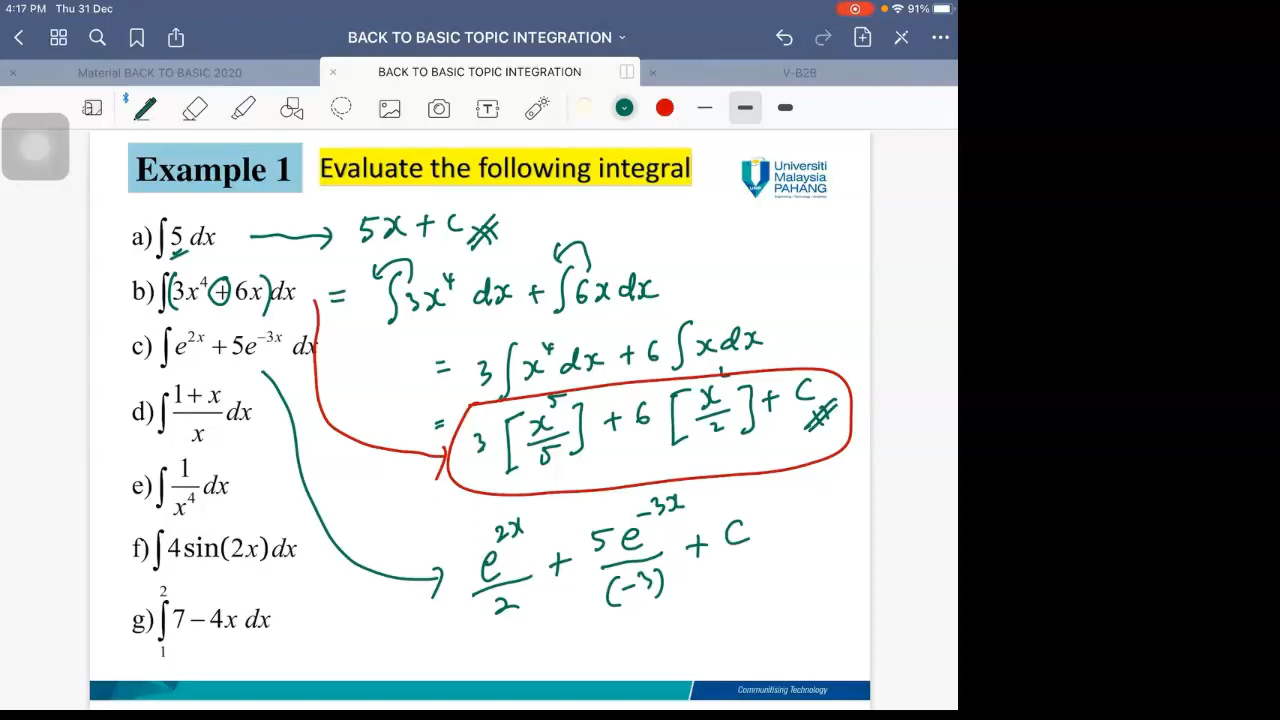 4:17 PM Thu 31 Dec
91%
BACK TO BASIC TOPIC INTEGRATION
Material BACK TO BASIC 2020
BACK TO BASIC TOPIC INTEGRATION
V-B2B
T
Example 1
Evaluate the following integral
Universiti
Malaysia
PAHANG
a) ∫ 5 dx → 5x + C
b) ∫ (3x⁴ + 6x) dx = ∫ 3x⁴ dx + ∫ 6x dx
= 3 ∫ x⁴ dx + 6 ∫ x dx
= 3 [x⁵/5] + 6 [x²/2] + C
c) ∫ e^{2x} + 5e^{−3x} dx
d) ∫ (1 + x)/x dx
e) ∫ 1/x⁴ dx
e^{2x}/2 + 5e^{−3x}/(−3) + C
f) ∫ 4 sin(2x) dx
g) ∫₁² 7 − 4x dx
Communitising Technology